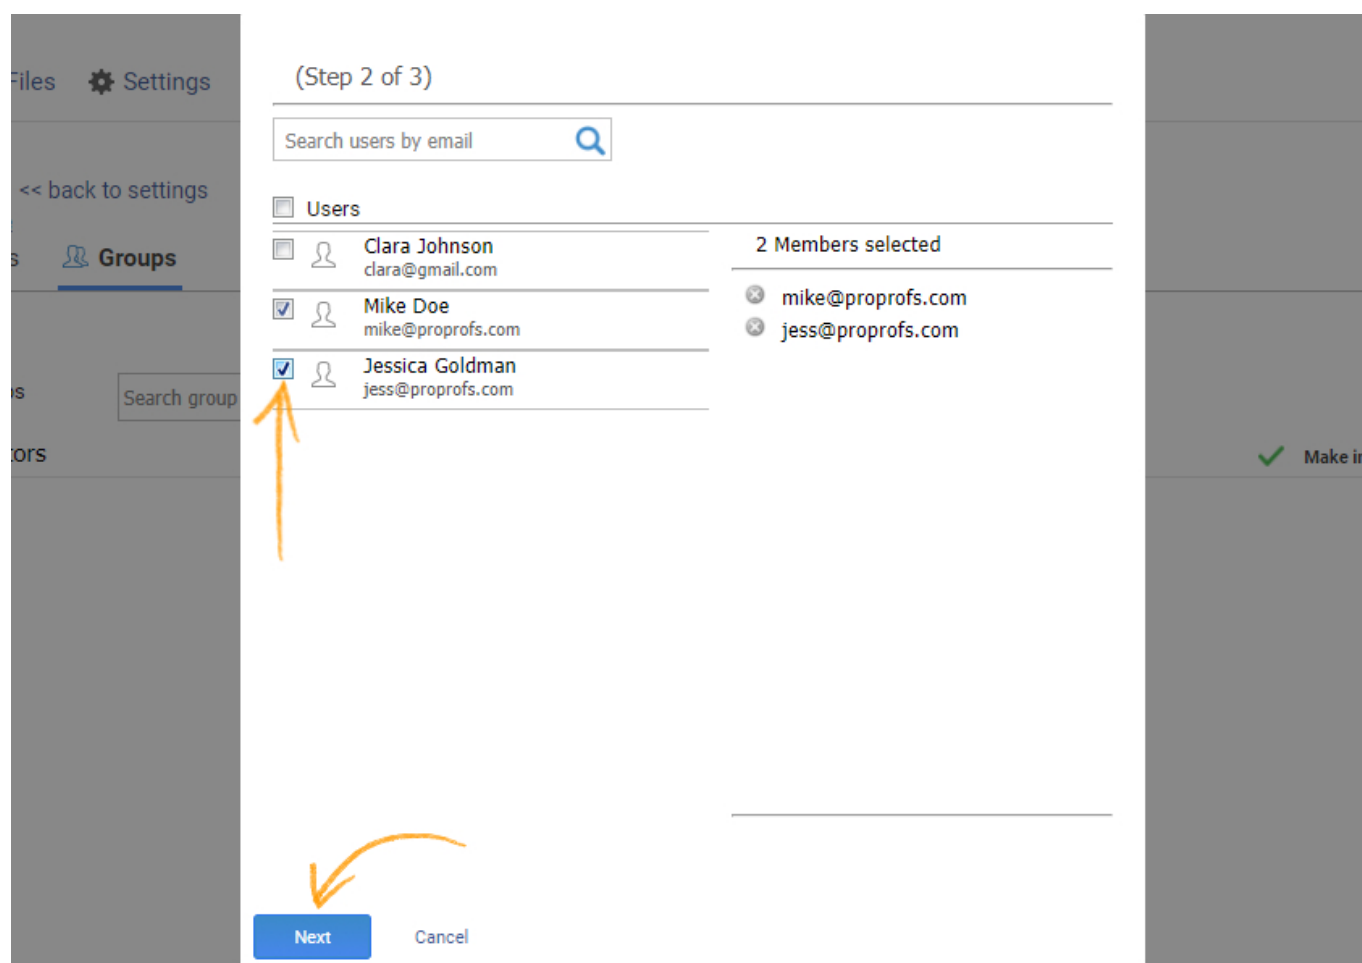 (Step 2 of 3)
Files Settings
Search users by email
<< back to settings
Users
Groups
Clara Johnson
clara@gmail.com
Mike Doe
mike@proprofs.com
Jessica Goldman
jess@proprofs.com
2 Members selected
mike@proprofs.com
jess@proprofs.com
Search group
Make
Next
Cancel